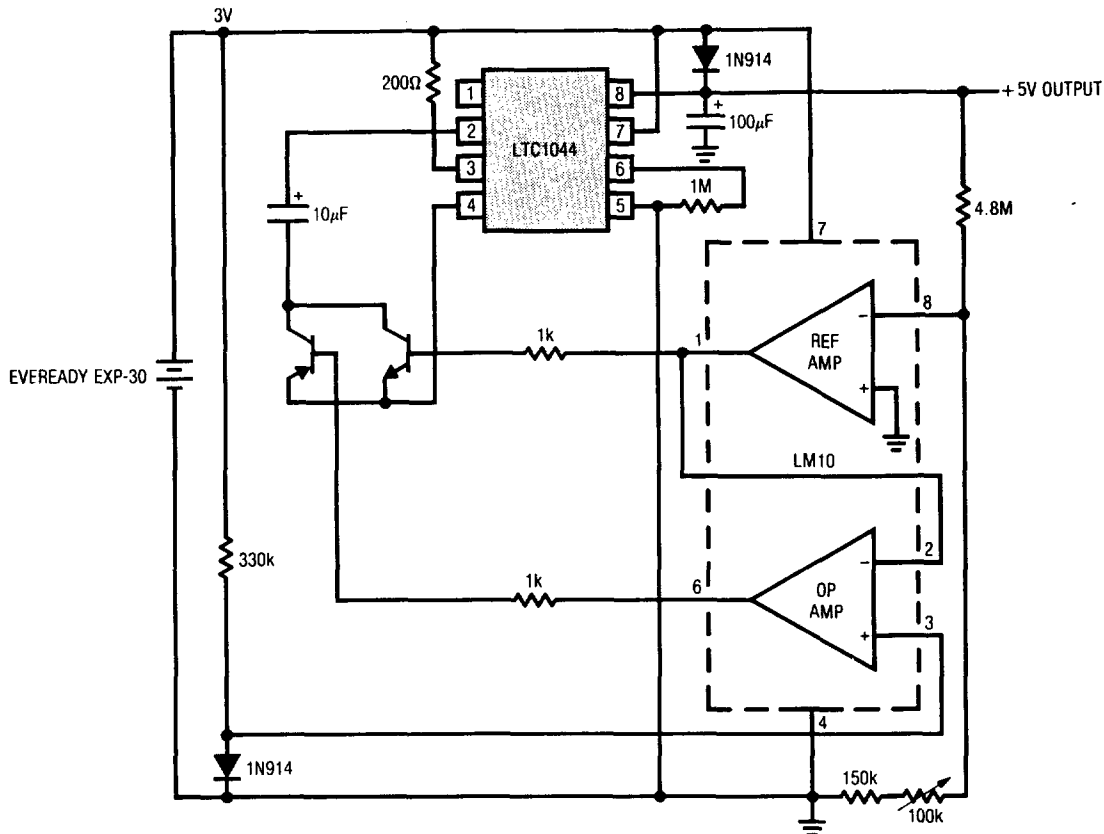 3V
200Ω
1N914
1
2
3
4
LTC1044
8
7
6
5
+
100μF
+ 5V OUTPUT
+
10μF
1M
4.8M
7
8
1k
1
REF
AMP
−
+
EVEREADY EXP-30
LM10
330k
1k
6
OP
AMP
−
+
2
3
4
1N914
150k
100k